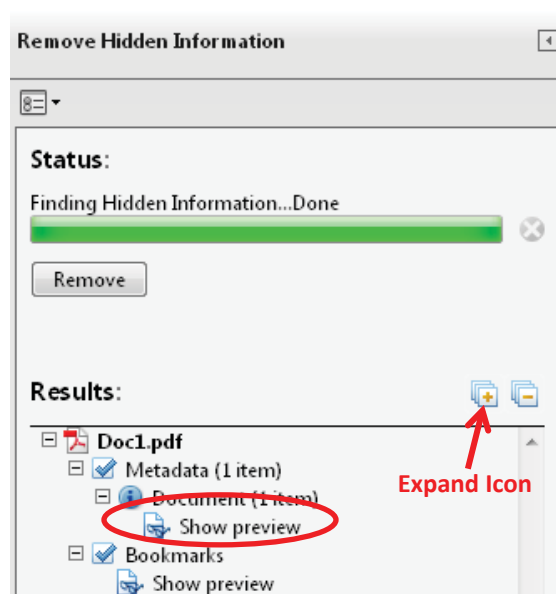 Remove Hidden Information
Status:
Finding Hidden Information...Done
Remove
Results:
Doc1.pdf
Metadata (1 item)
Expand Icon
Document (1 item)
Show preview
Bookmarks
Show preview